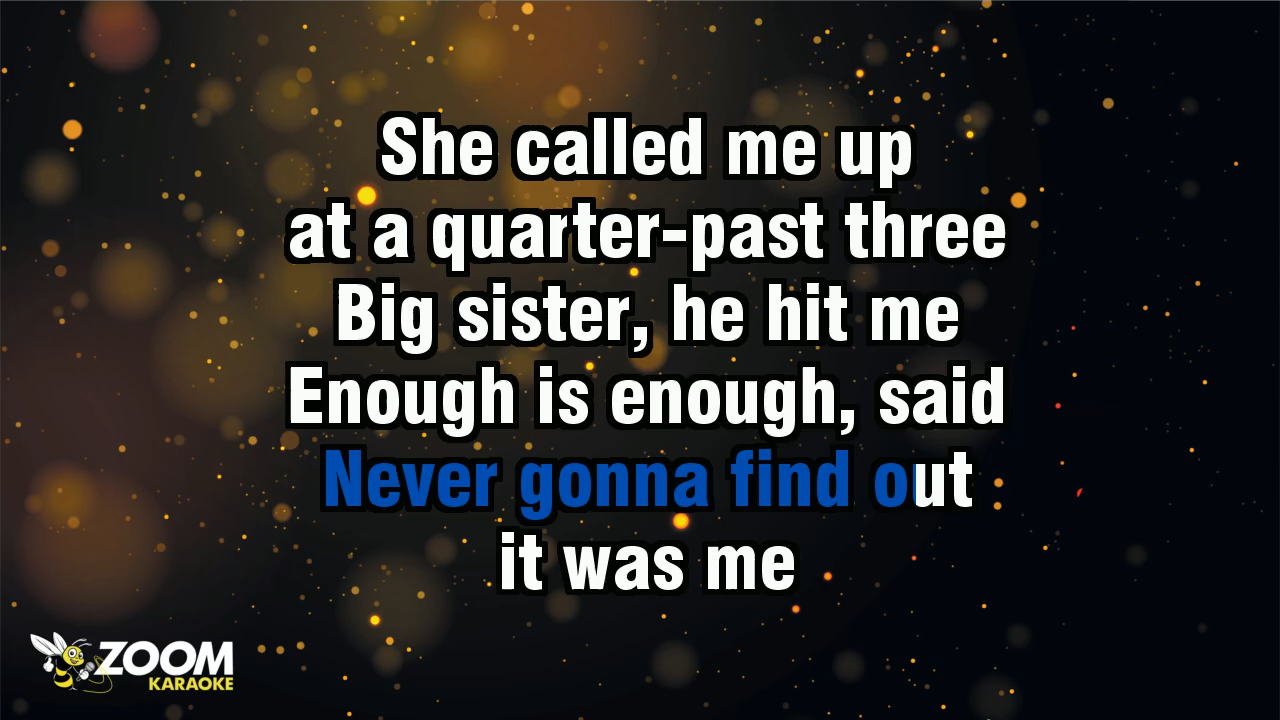 She called me up
at a quarter-past three
Big sister, he hit me
Enough is enough, said
Never gonna find out
it was me
ZOOM
KARAOKE